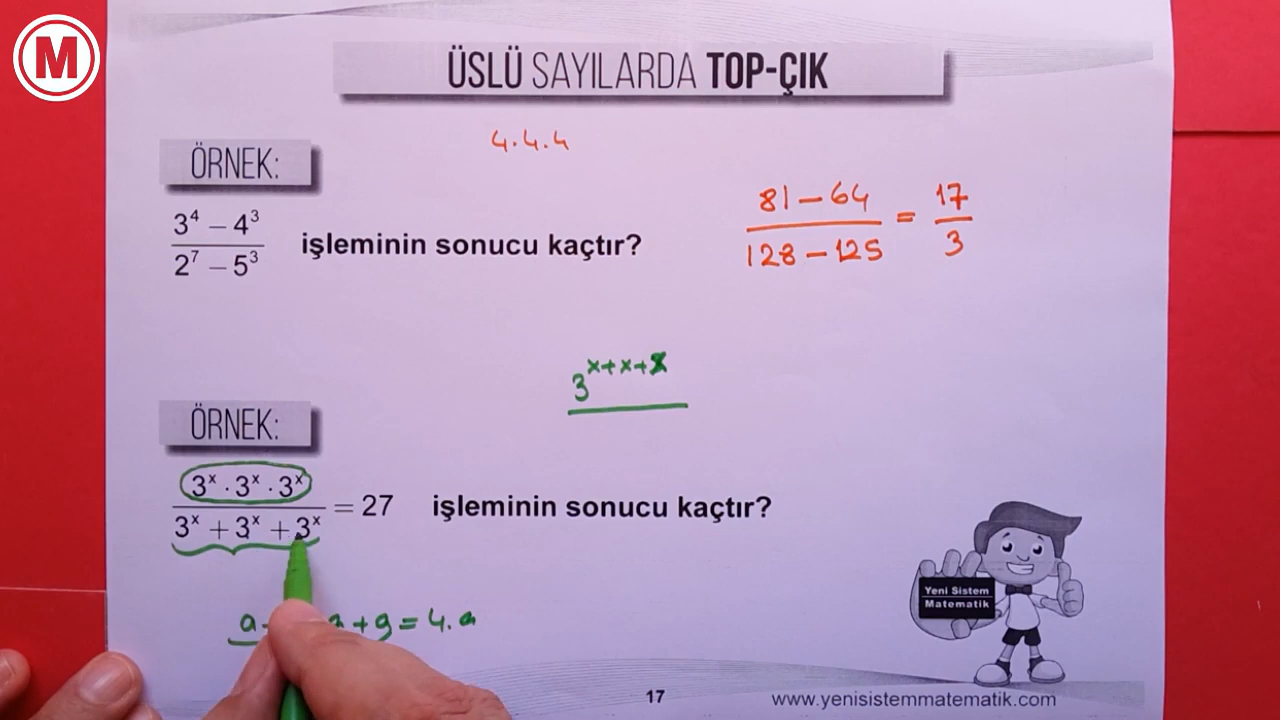 M
ÜSLÜ SAYILARDA TOP-ÇIK
4.4.4
ÖRNEK:
3⁴ − 4³
2⁷ − 5³
işleminin sonucu kaçtır?
81 − 64
128 − 125
= 17
3
3ˣ⁺ˣ⁺ˣ
ÖRNEK:
3ˣ · 3ˣ · 3ˣ
3ˣ + 3ˣ + 3ˣ
= 27 işleminin sonucu kaçtır?
a + a = 4.a
Yeni Sistem
Matematik
17
www.yenisistemmatematik.com